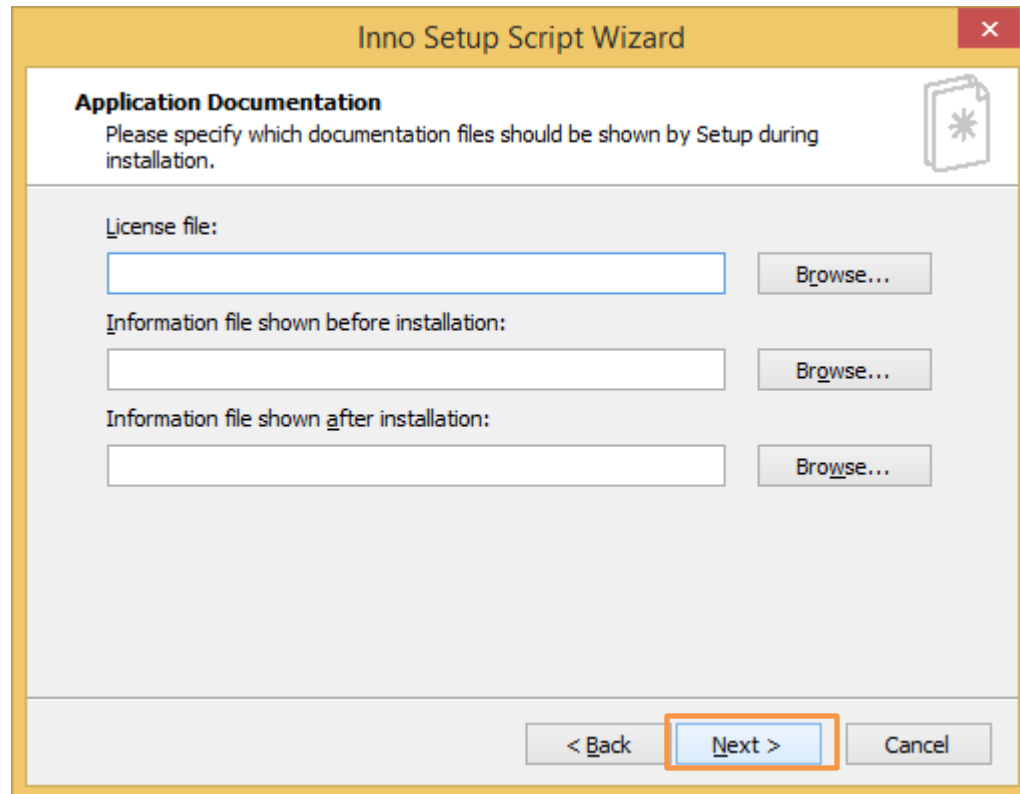 Inno Setup Script Wizard
Application Documentation
Please specify which documentation files should be shown by Setup during
installation.
License file:
Browse...
Information file shown before installation:
Browse...
Information file shown after installation:
Browse...
< Back
Next >
Cancel